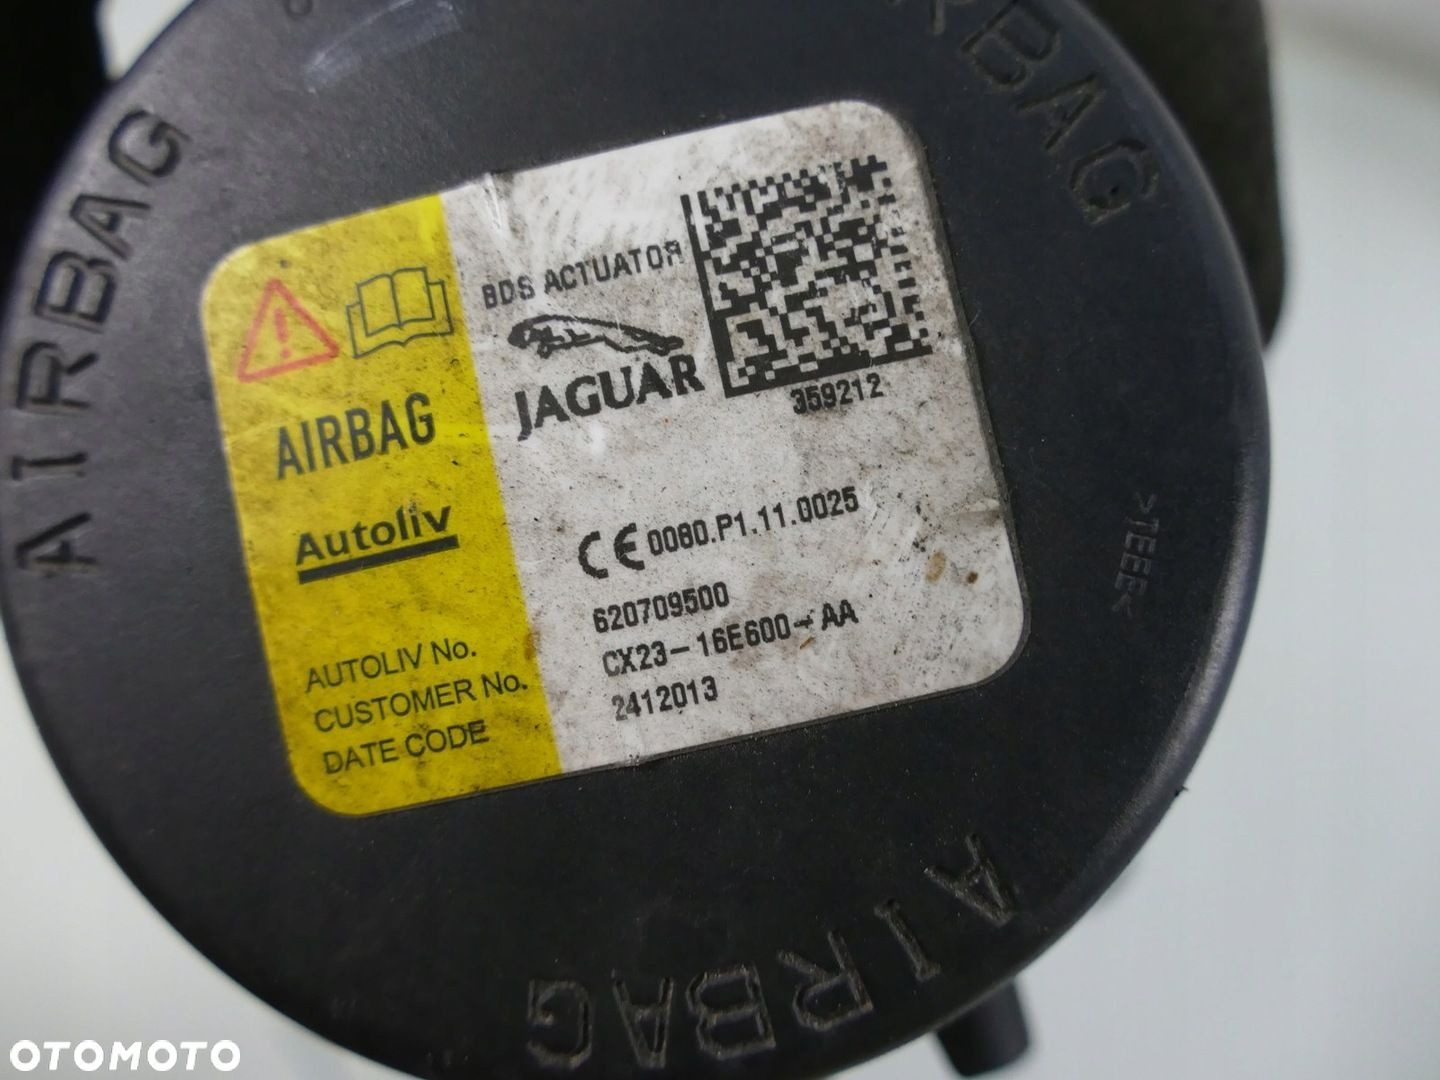 AIRBAG
AIRBAG
BDS ACTUATOR
JAGUAR
359212
AIRBAG
Autoliv
CE 0080.P1.11.0025
AUTOLIV No. 620709500
CUSTOMER No. CX23-16E600-AA
DATE CODE 2412013
>TEEE<
AIRBAG
OTOMOTO